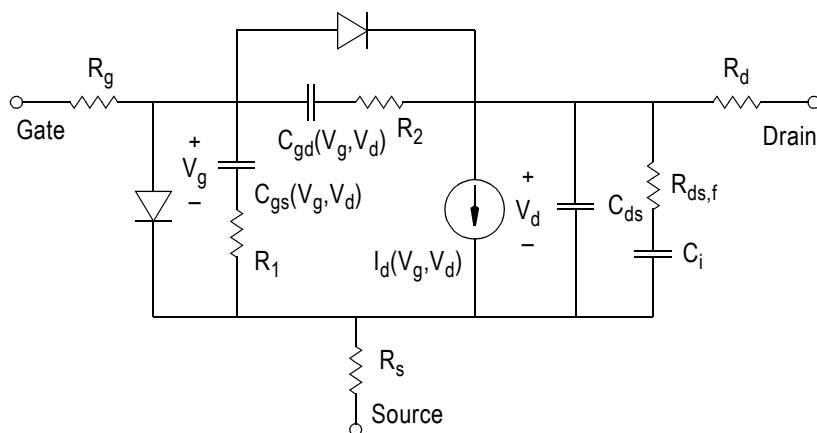 R_g
R_d
Gate
C_gd(V_g,V_d)
R_2
Drain
+
V_g
–
C_gs(V_g,V_d)
+
V_d
–
C_ds
R_ds,f
R_1
I_d(V_g,V_d)
C_i
R_s
Source